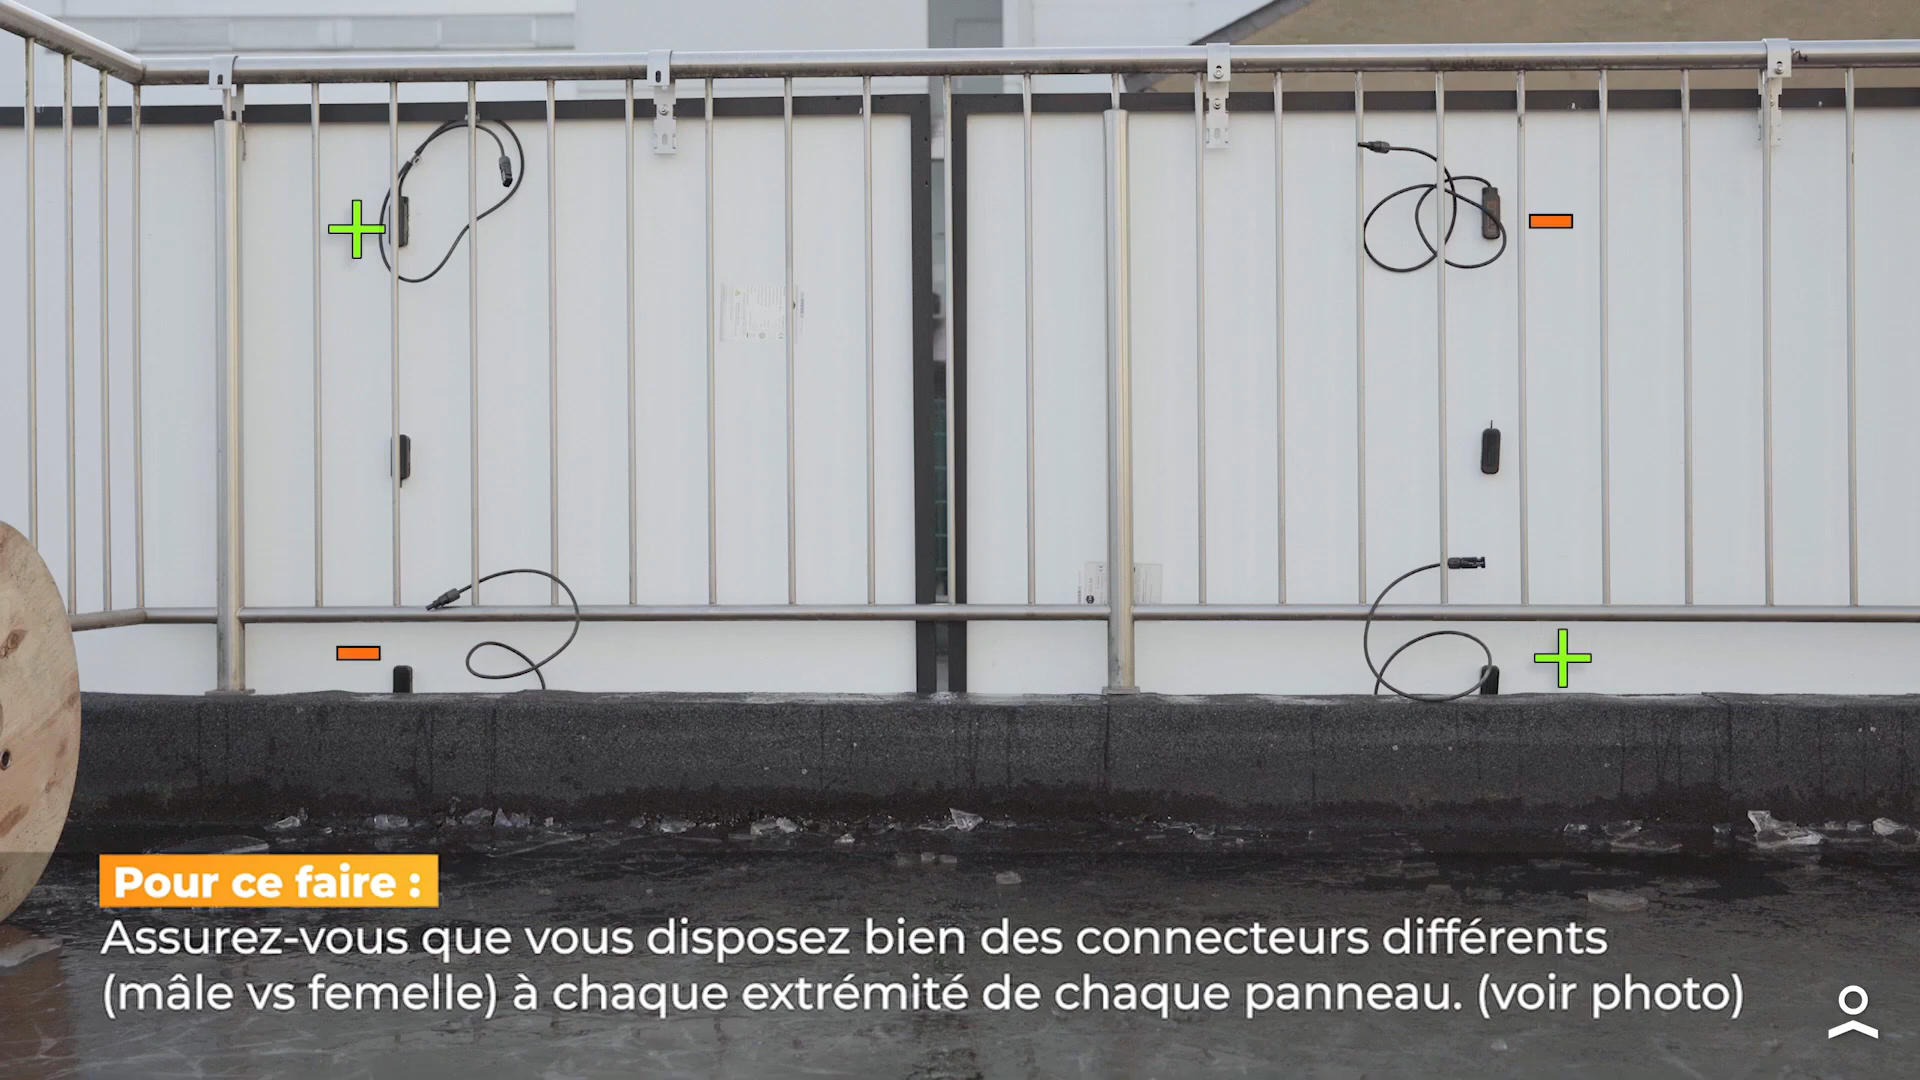 Pour ce faire :
Assurez-vous que vous disposez bien des connecteurs différents
(mâle vs femelle) à chaque extrémité de chaque panneau. (voir photo)